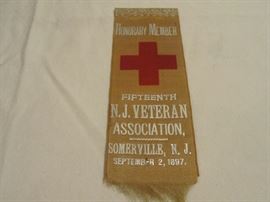 HONORARY MEMBER
FIFTEENTH
N.J. VETERAN
ASSOCIATION,
SOMERVILLE, N. J.
SEPTEMBER 2, 1897.